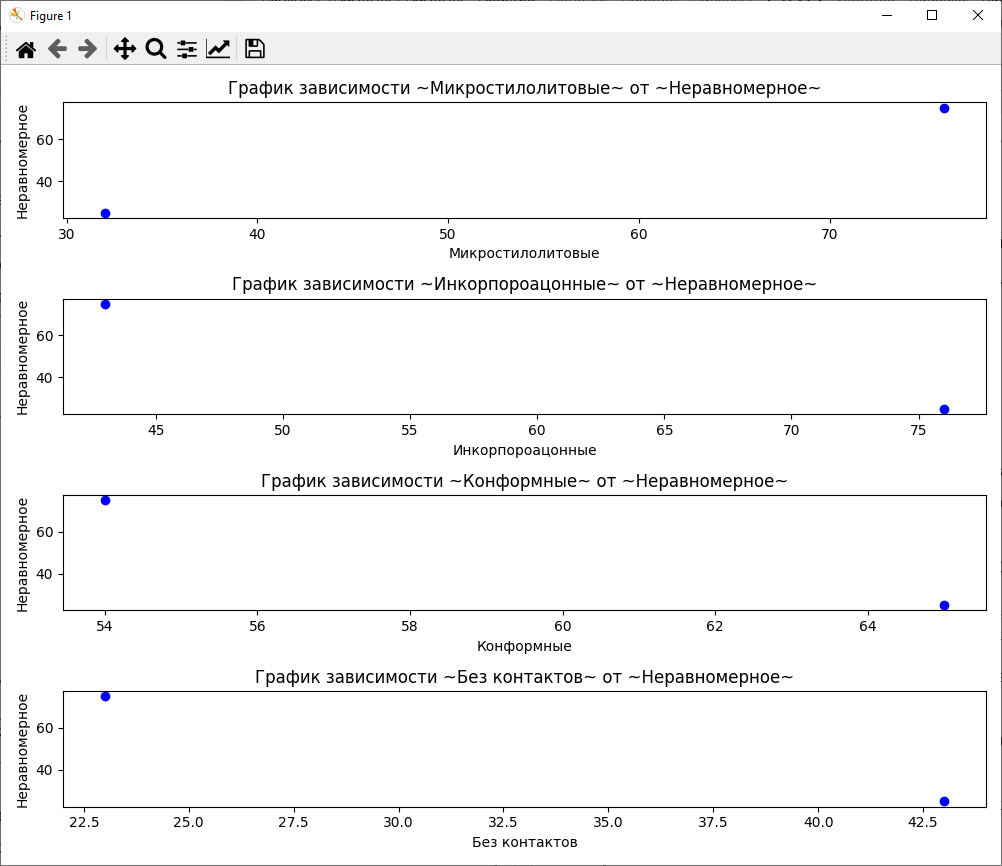 Figure 1
График зависимости ~Микростилолитовые~ от ~Неравномерное~
Неравномерное
60
40
30 40 50 60 70
Микростилолитовые
График зависимости ~Инкорпороацонные~ от ~Неравномерное~
Неравномерное
60
40
45 50 55 60 65 70 75
Инкорпороацонные
График зависимости ~Конформные~ от ~Неравномерное~
Неравномерное
60
40
54 56 58 60 62 64
Конформные
График зависимости ~Без контактов~ от ~Неравномерное~
Неравномерное
60
40
22.5 25.0 27.5 30.0 32.5 35.0 37.5 40.0 42.5
Без контактов